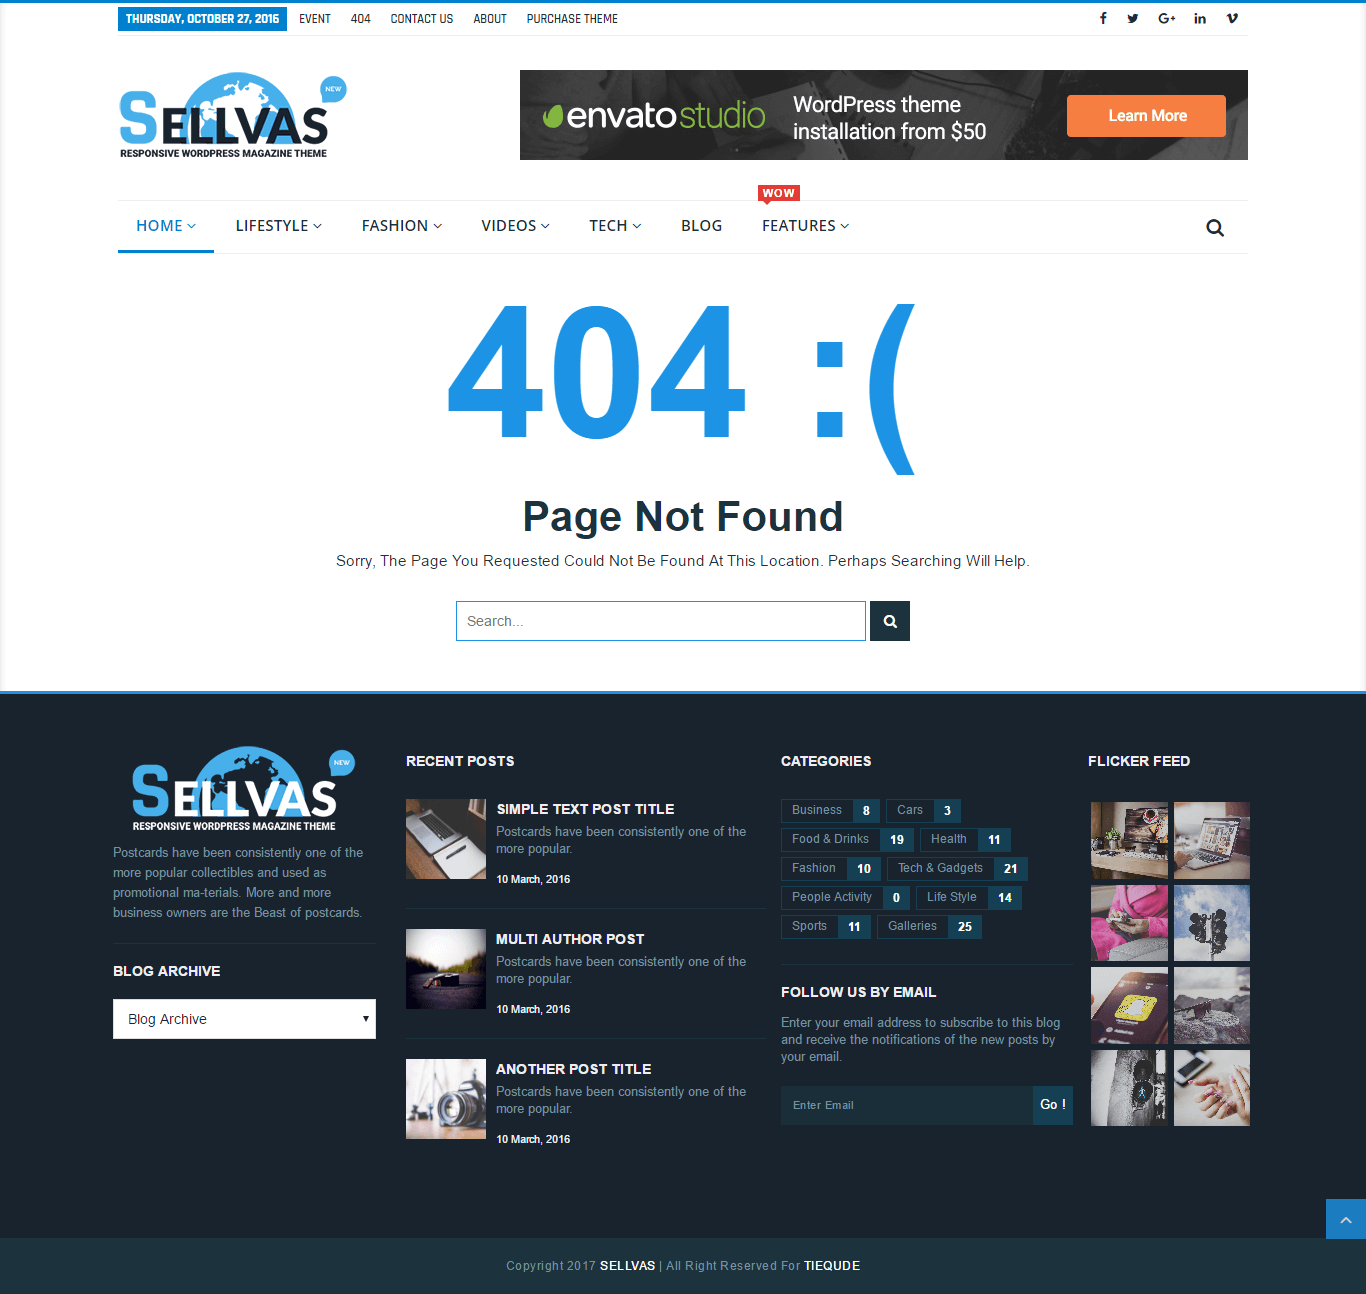 THURSDAY, OCTOBER 27, 2016 EVENT 404 CONTACT US ABOUT PURCHASE THEME
SELLVAS NEW
RESPONSIVE WORDPRESS MAGAZINE THEME
envato studio WordPress theme installation from $50 Learn More
WOW
HOME LIFESTYLE FASHION VIDEOS TECH BLOG FEATURES
404 :(
Page Not Found
Sorry, The Page You Requested Could Not Be Found At This Location. Perhaps Searching Will Help.
Search...
SELLVAS NEW
RESPONSIVE WORDPRESS MAGAZINE THEME
Postcards have been consistently one of the
more popular collectibles and used as
promotional ma-terials. More and more
business owners are the Beast of postcards.
BLOG ARCHIVE
Blog Archive
RECENT POSTS
SIMPLE TEXT POST TITLE
Postcards have been consistently one of the
more popular.
10 March, 2016
MULTI AUTHOR POST
Postcards have been consistently one of the
more popular.
10 March, 2016
ANOTHER POST TITLE
Postcards have been consistently one of the
more popular.
10 March, 2016
CATEGORIES
Business 8 Cars 3
Food & Drinks 19 Health 11
Fashion 10 Tech & Gadgets 21
People Activity 0 Life Style 14
Sports 11 Galleries 25
FOLLOW US BY EMAIL
Enter your email address to subscribe to this blog
and receive the notifications of the new posts by
your email.
Enter Email Go !
FLICKER FEED
Copyright 2017 SELLVAS | All Right Reserved For TIEQUDE